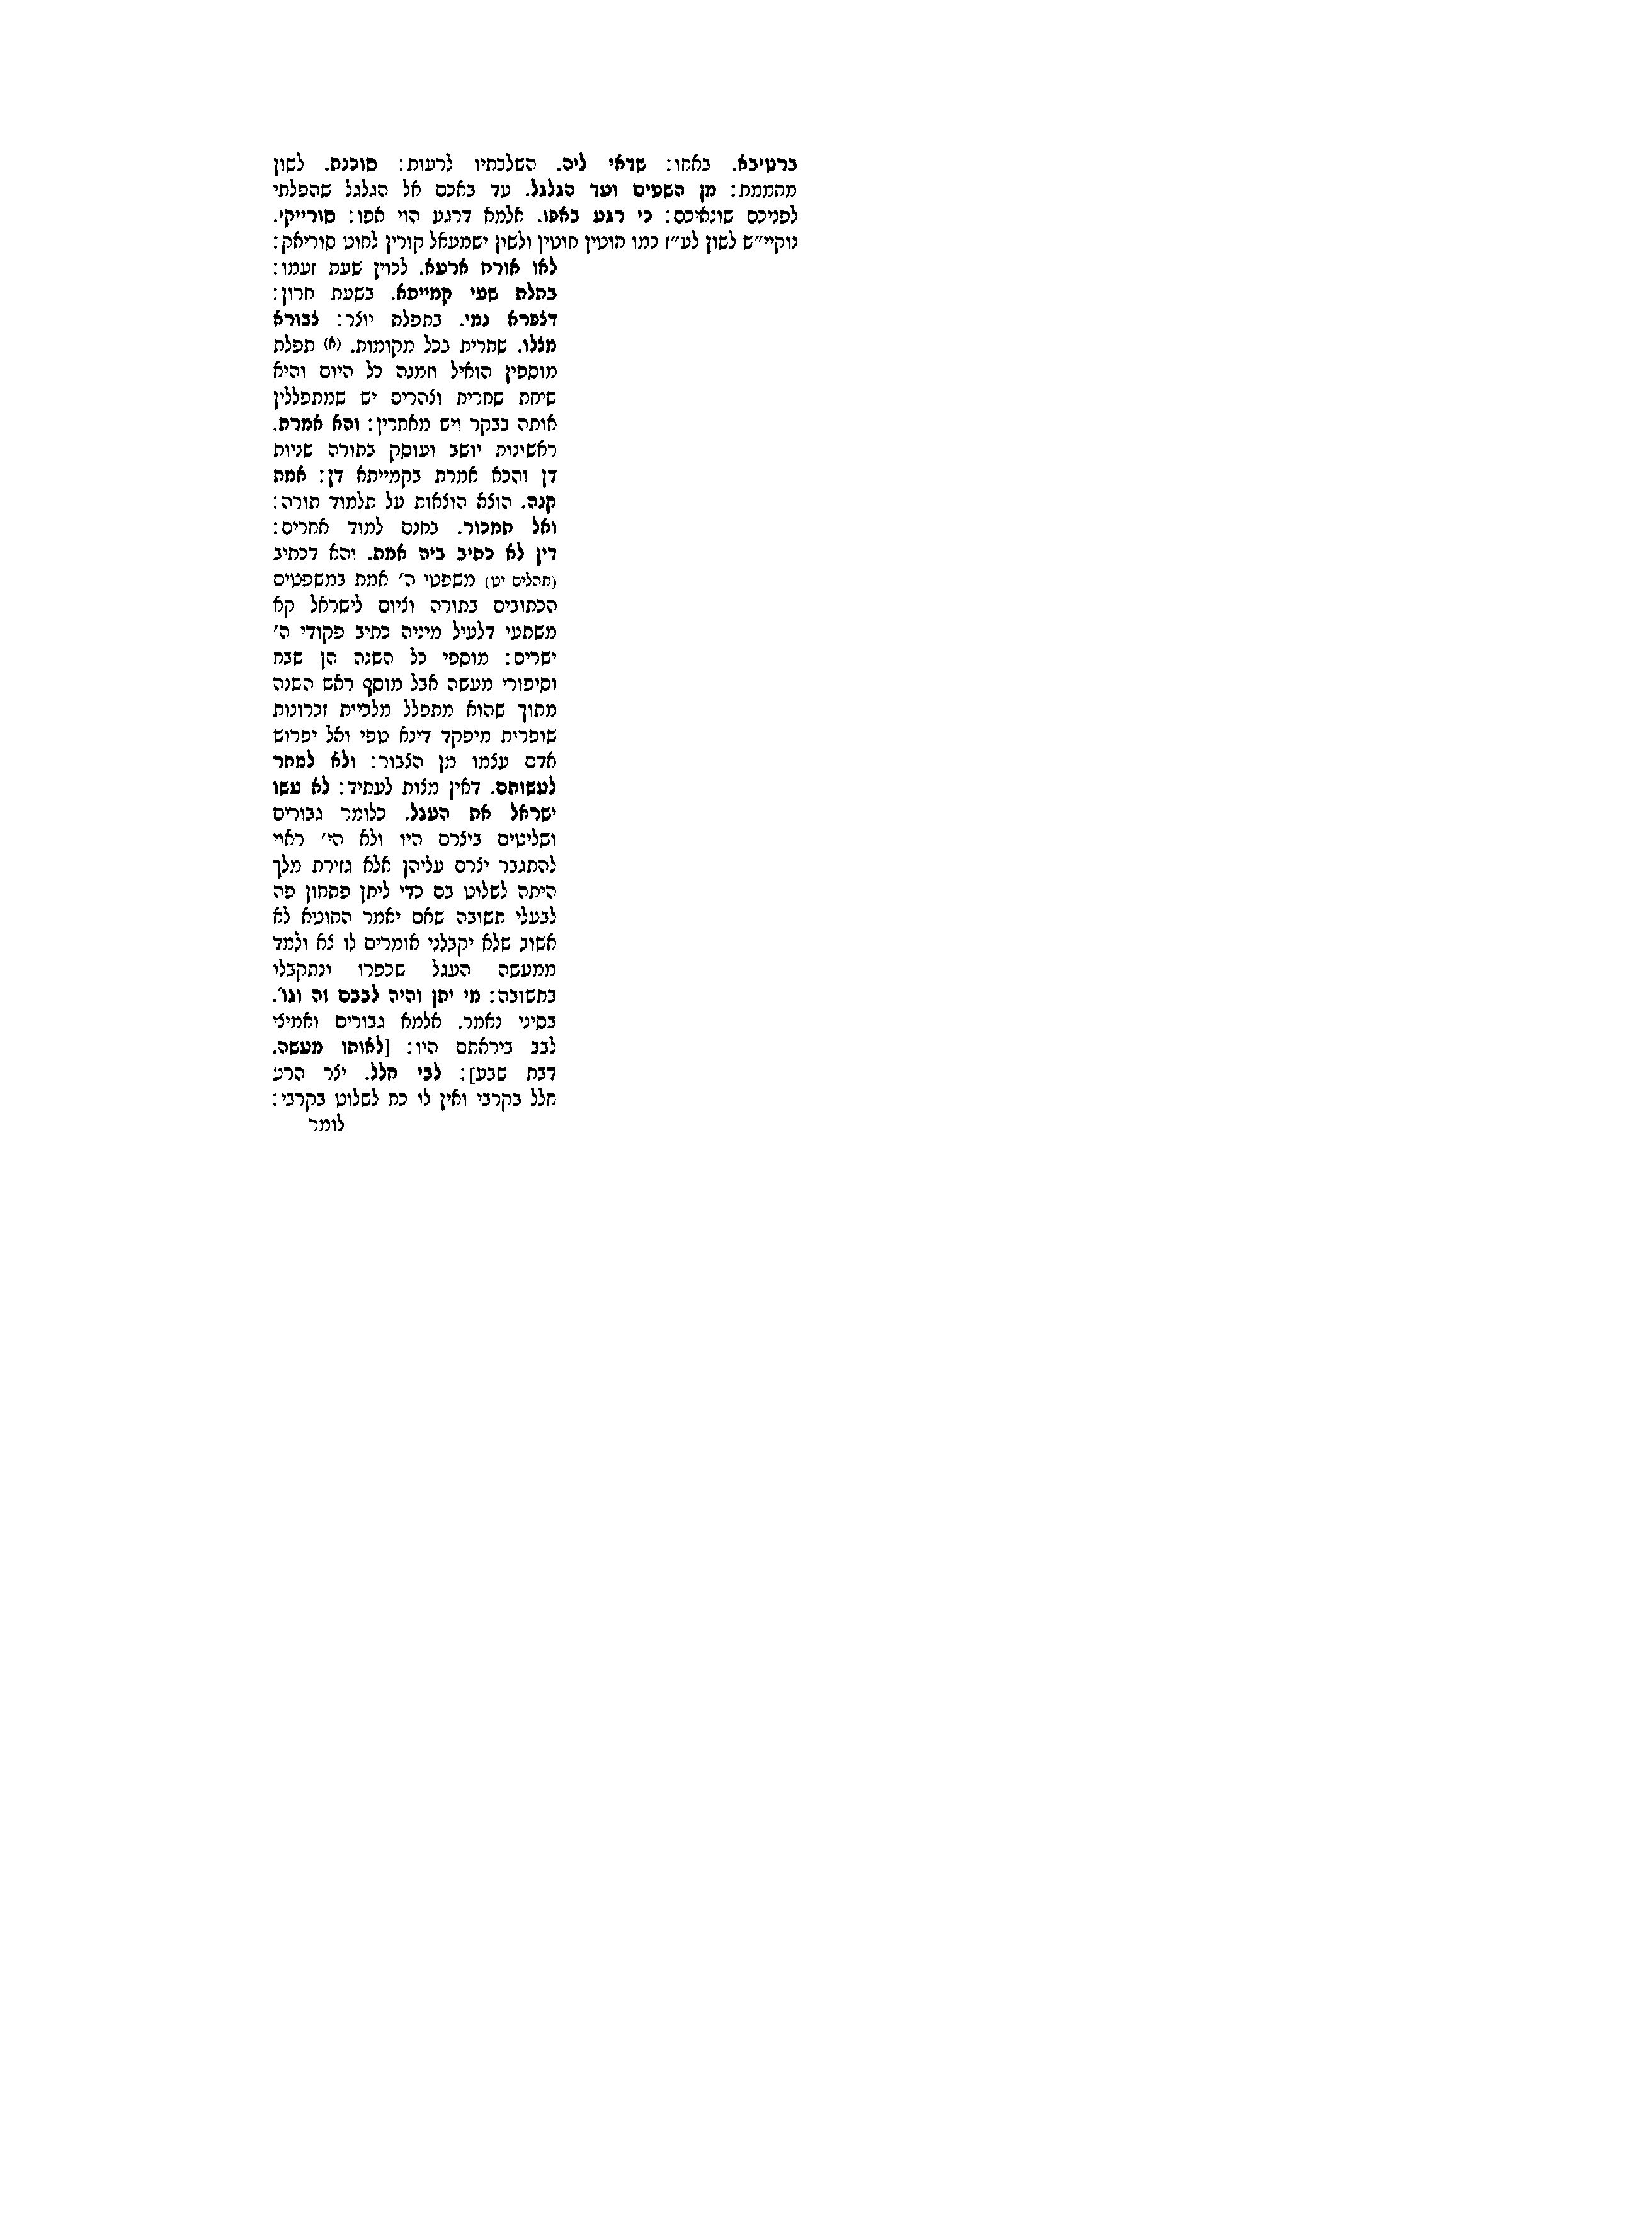 ברטיבא. באחו: שדאי ליה. השלכתיו לרעות: סוכנת. לשון
מחממת: מן השטים ועד הגלגל. עד באכם אל הגלגל שהפלתי
לפניכם שונאיכם: כי רגע באפו. אלמא דרגע הוי אפו: סורייקי.
נוקיי״ש לשון לע״ז כמו חוטין חוטין ולשון ישמעאל קורין לחוט סוריאק:
לאו אורח ארעא. לכוין שעת זעמו:
בתלת שעי קמייתא. בשעת חרון:
דצפרא נמי. בתפלת יוצר: צבורא
מצלו. שחרית בכל מקומות. (א) תפלת
מוספין הואיל וזמנה כל היום והיא
שיחת שחרית וצהרים יש שמתפללין
אותה בבקר ויש מאחרין: והא אמרת.
ראשונות יושב ועוסק בתורה שניות
דן והכא אמרת בקמייתא דן: אמת
קנה. הוצא הוצאות על תלמוד תורה:
ואל תמכור. בחנם למוד אחרים:
דין לא כתיב ביה אמת. והא דכתיב
(תהלים יט) משפטי ה׳ אמת במשפטים
הכתובים בתורה וציום לישראל קא
משתעי דלעיל מיניה כתיב פקודי ה׳
ישרים: מוספי כל השנה הן שבח
וסיפורי מעשה אבל מוסף ראש השנה
מתוך שהוא מתפלל מלכיות זכרונות
שופרות מיפקד דינא טפי ואל יפרוש
אדם עצמו מן הצבור: ולא למחר
לעשותם. דאין מצות לעתיד: לא עשו
ישראל את העגל. כלומר גבורים
ושליטים ביצרם היו ולא הי׳ ראוי
להתגבר יצרם עליהן אלא גזירת מלך
היתה לשלוט בם כדי ליתן פתחון פה
לבעלי תשובה שאם יאמר החוטא לא
אשוב שלא יקבלני אומרים לו צא ולמד
ממעשה העגל שכפרו ונתקבלו
בתשובה: מי יתן והיה לבבם זה וגו׳.
בסיני נאמר. אלמא גבורים ואמיצי
לבב ביראתם היו: [לאותו מעשה.
דבת שבע]: לבי חלל. יצר הרע
חלל בקרבי ואין לו כח לשלוט בקרבי:
לומר